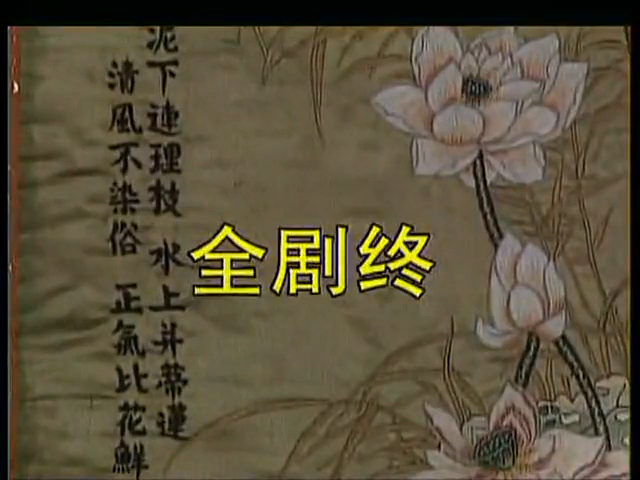 泥下連理枝 水上并蒂蓮
清風不染俗 正氣比花鮮
全剧终